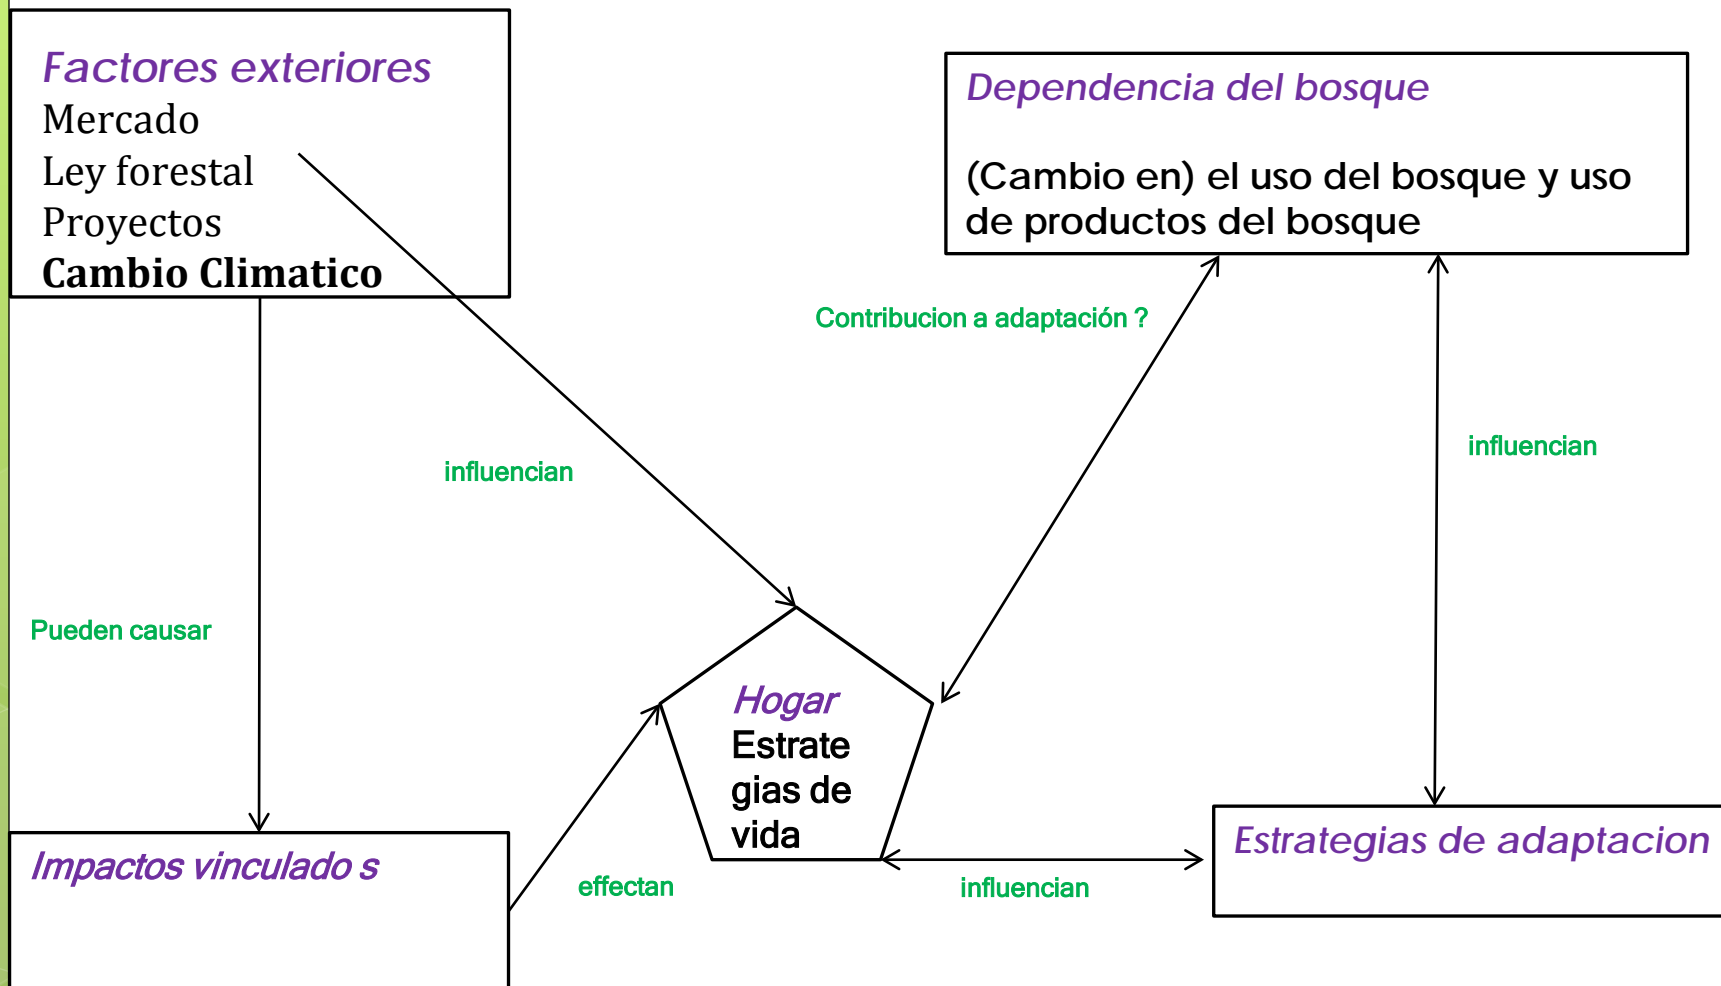 Factores exteriores
Mercado
Ley forestal
Proyectos
Cambio Climatico
Dependencia del bosque
(Cambio en) el uso del bosque y uso
de productos del bosque
Contribucion a adaptación ?
influencian
influencian
Pueden causar
Hogar
Estrate
gias de
vida
Impactos vinculado s
effectan
influencian
Estrategias de adaptacion